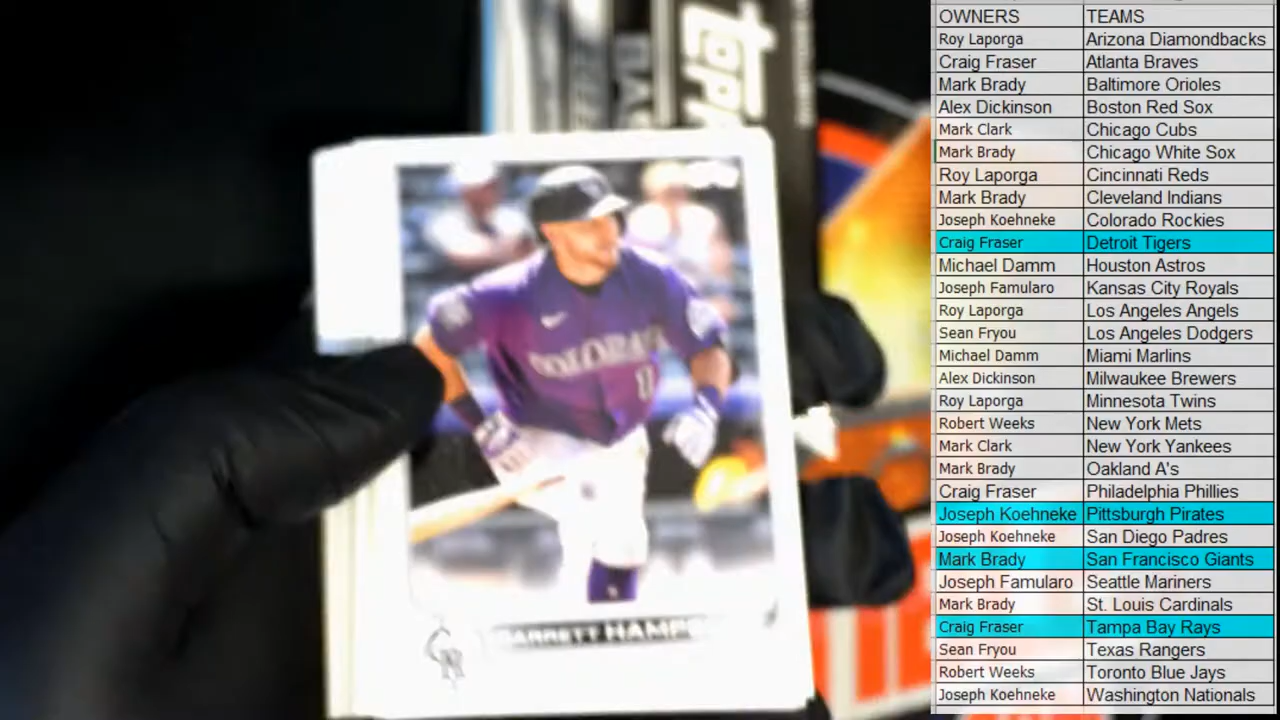 topps
COLORADO
GARRETT HAMPS
CR
OWNERS TEAMS
Roy Laporga Arizona Diamondbacks
Craig Fraser Atlanta Braves
Mark Brady Baltimore Orioles
Alex Dickinson Boston Red Sox
Mark Clark Chicago Cubs
Mark Brady Chicago White Sox
Roy Laporga Cincinnati Reds
Mark Brady Cleveland Indians
Joseph Koehneke Colorado Rockies
Craig Fraser Detroit Tigers
Michael Damm Houston Astros
Joseph Famularo Kansas City Royals
Roy Laporga Los Angeles Angels
Sean Fryou Los Angeles Dodgers
Michael Damm Miami Marlins
Alex Dickinson Milwaukee Brewers
Roy Laporga Minnesota Twins
Robert Weeks New York Mets
Mark Clark New York Yankees
Mark Brady Oakland A's
Craig Fraser Philadelphia Phillies
Joseph Koehneke Pittsburgh Pirates
Joseph Koehneke San Diego Padres
Mark Brady San Francisco Giants
Joseph Famularo Seattle Mariners
Mark Brady St. Louis Cardinals
Craig Fraser Tampa Bay Rays
Sean Fryou Texas Rangers
Robert Weeks Toronto Blue Jays
Joseph Koehneke Washington Nationals